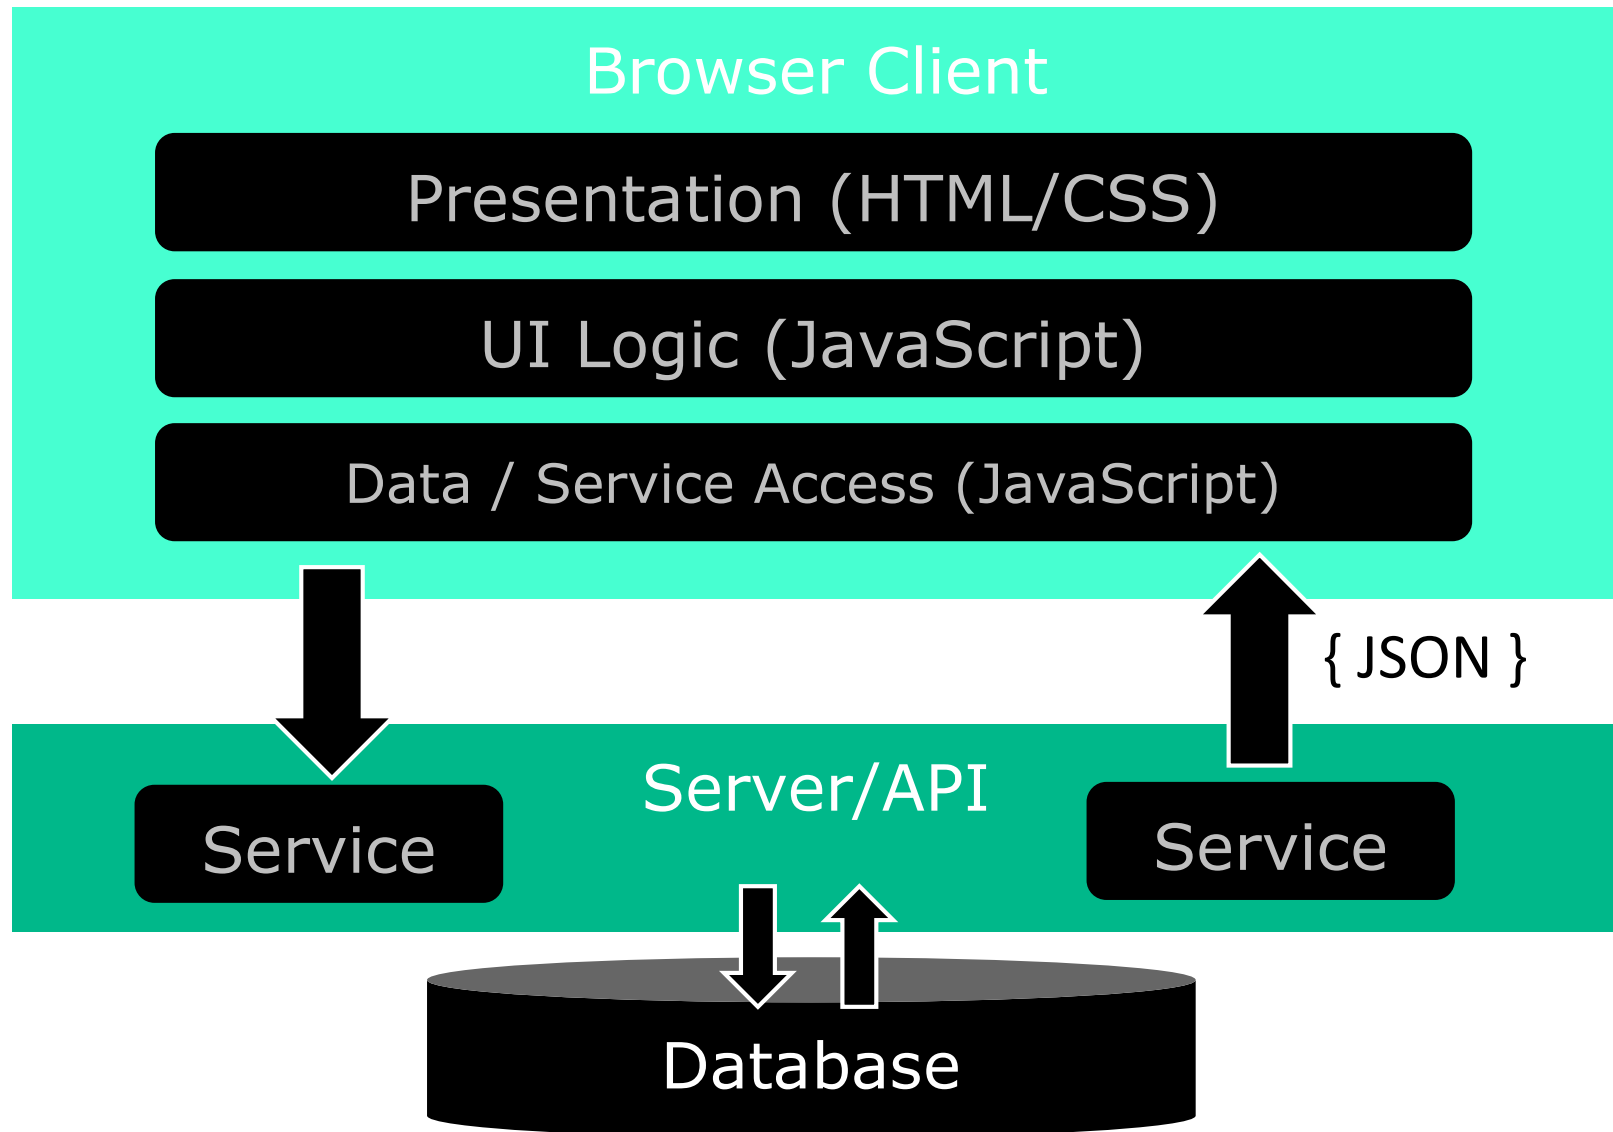 Browser Client
Presentation (HTML/CSS)
UI Logic (JavaScript)
Data / Service Access (JavaScript)
{ JSON }
Server/API
Service
Service
Database